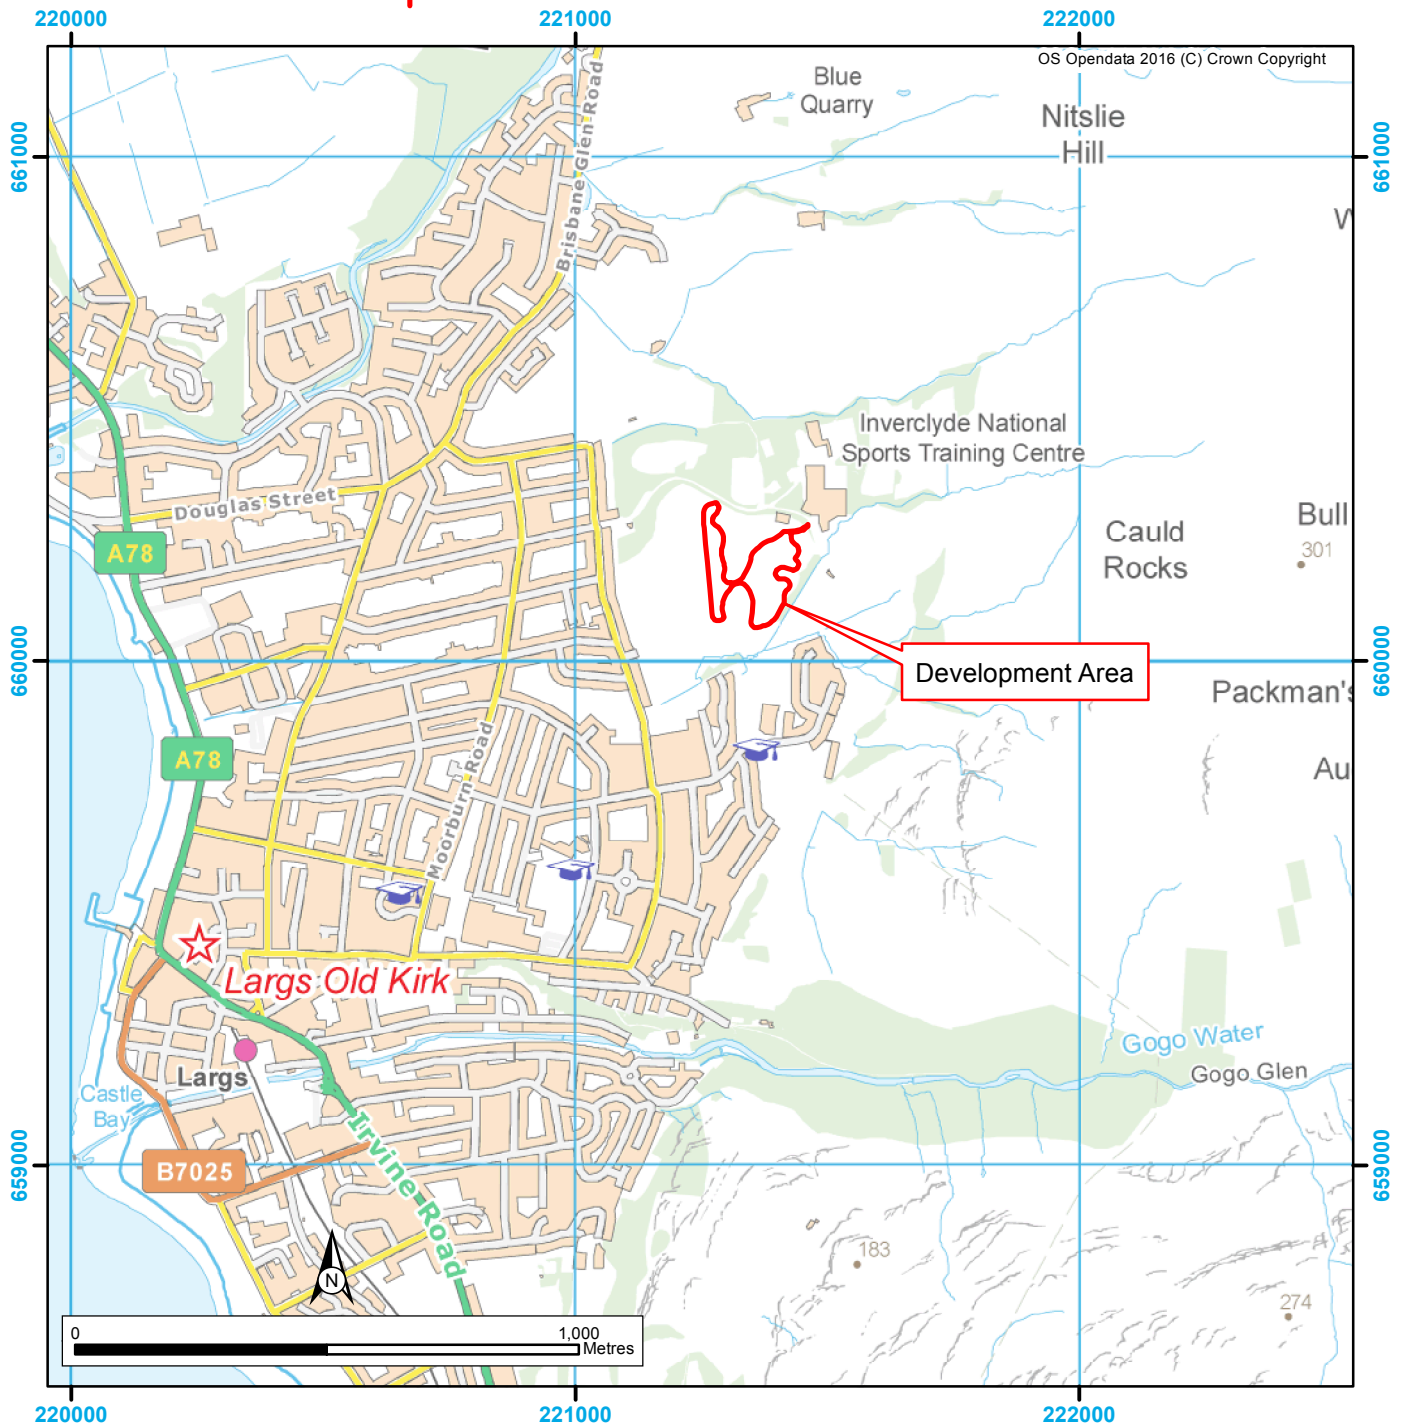 220000
221000
222000
OS Opendata 2016 (C) Crown Copyright
Blue
Quarry
Nitslie
Hill
661000
661000
Brisbane Glen Road
Inverclyde National
Sports Training Centre
Douglas Street
A78
Cauld
Rocks
Bull
301
660000
660000
Development Area
Packman's
A78
Moorburn Road
Au
Largs Old Kirk
Gogo Water
Gogo Glen
Largs
Castle
Bay
B7025
Irvine Road
659000
659000
183
274
N
0
1,000
Metres
220000
221000
222000